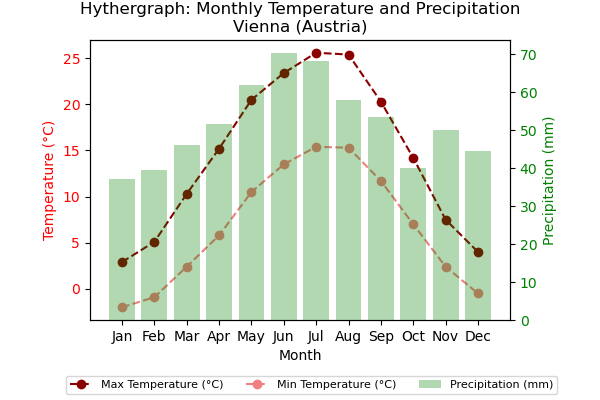 Hythergraph: Monthly Temperature and Precipitation
Vienna (Austria)
Temperature (°C)
25
20
15
10
5
0
70
60
50
40
30
20
10
0
Precipitation (mm)
Jan Feb Mar Apr May Jun Jul Aug Sep Oct Nov Dec
Month
Max Temperature (°C) Min Temperature (°C) Precipitation (mm)